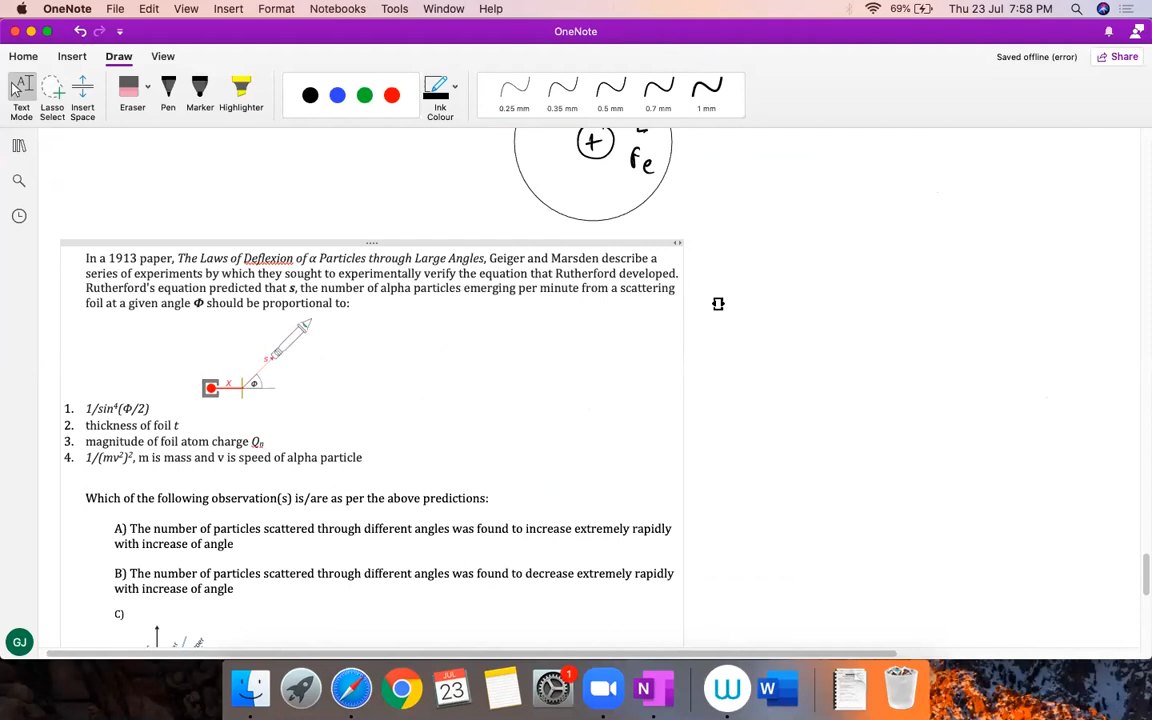 OneNote File Edit View Insert Format Notebooks Tools Window Help
69% Thu 23 Jul 7:58 PM
OneNote
Home Insert Draw View
Saved offline (error) Share
Text Mode
Lasso Select
Insert Space
Eraser
Pen
Marker
Highlighter
Ink Colour
0.25 mm
0.35 mm
0.5 mm
0.7 mm
1 mm
+
Fe
In a 1913 paper, The Laws of Deflexion of α Particles through Large Angles, Geiger and Marsden describe a
series of experiments by which they sought to experimentally verify the equation that Rutherford developed.
Rutherford's equation predicted that s, the number of alpha particles emerging per minute from a scattering
foil at a given angle Φ should be proportional to:
s
X
Φ
1. 1/sin⁴(Φ/2)
2. thickness of foil t
3. magnitude of foil atom charge Qₙ
4. 1/(mv²)², m is mass and v is speed of alpha particle
Which of the following observation(s) is/are as per the above predictions:
A) The number of particles scattered through different angles was found to increase extremely rapidly
with increase of angle
B) The number of particles scattered through different angles was found to decrease extremely rapidly
with increase of angle
C)
GJ
JUL
23
1
N
W
W